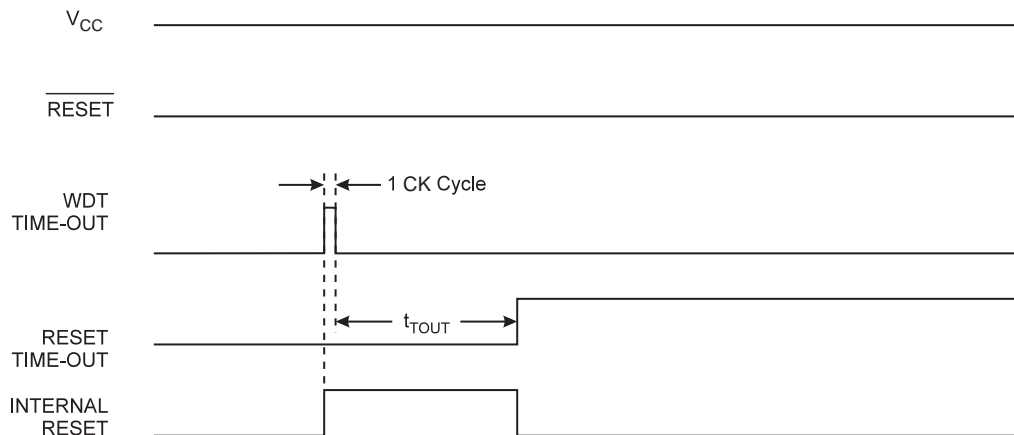 VCC
RESET
1 CK Cycle
WDT
TIME-OUT
tTOUT
RESET
TIME-OUT
INTERNAL
RESET